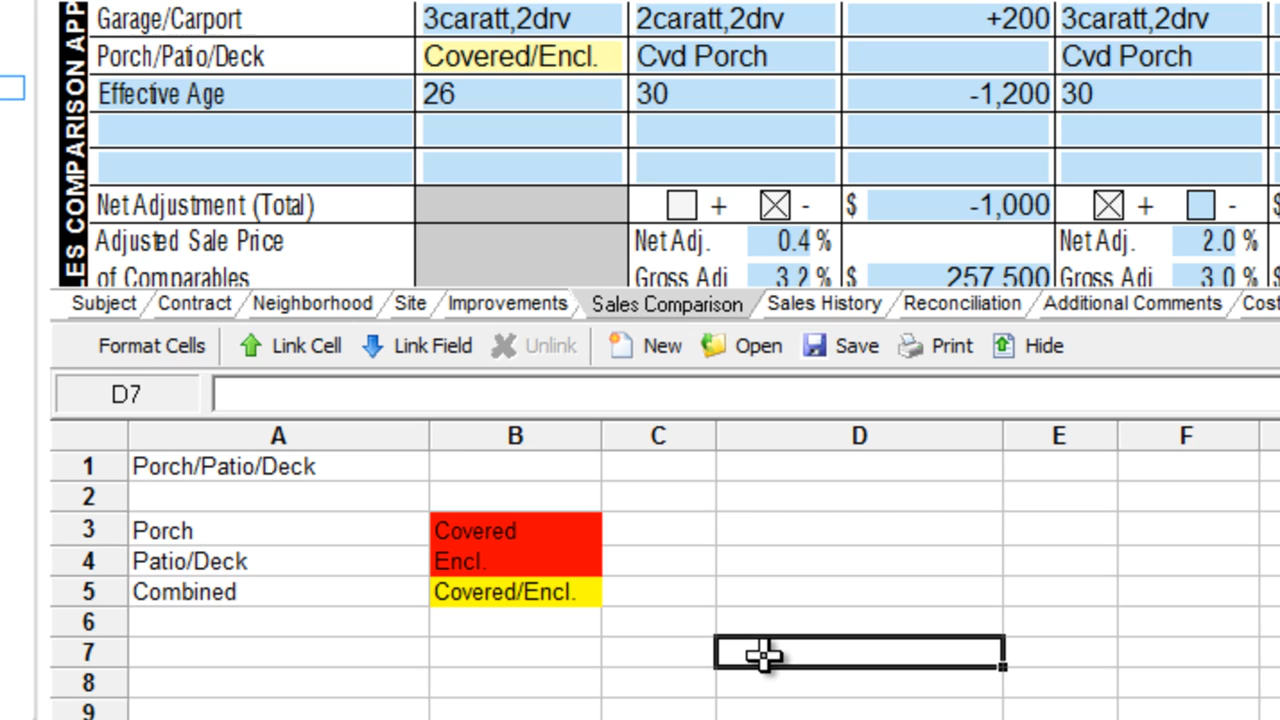 LES COMPARISON APP
Garage/Carport 3caratt,2drv 2caratt,2drv +200 3caratt,2drv
Porch/Patio/Deck Covered/Encl. Cvd Porch Cvd Porch
Effective Age 26 30 -1,200 30
Net Adjustment (Total) + - $ -1,000 + - $
Adjusted Sale Price Net Adj. 0.4 % Net Adj. 2.0 %
of Comparables Gross Adj 3.2 % $ 257,500 Gross Adj 3.0 % $
Subject Contract Neighborhood Site Improvements Sales Comparison Sales History Reconciliation Additional Comments Cost
Format Cells Link Cell Link Field Unlink New Open Save Print Hide
D7
A B C D E F
1 Porch/Patio/Deck
2
3 Porch Covered
4 Patio/Deck Encl.
5 Combined Covered/Encl.
6
7
8
9